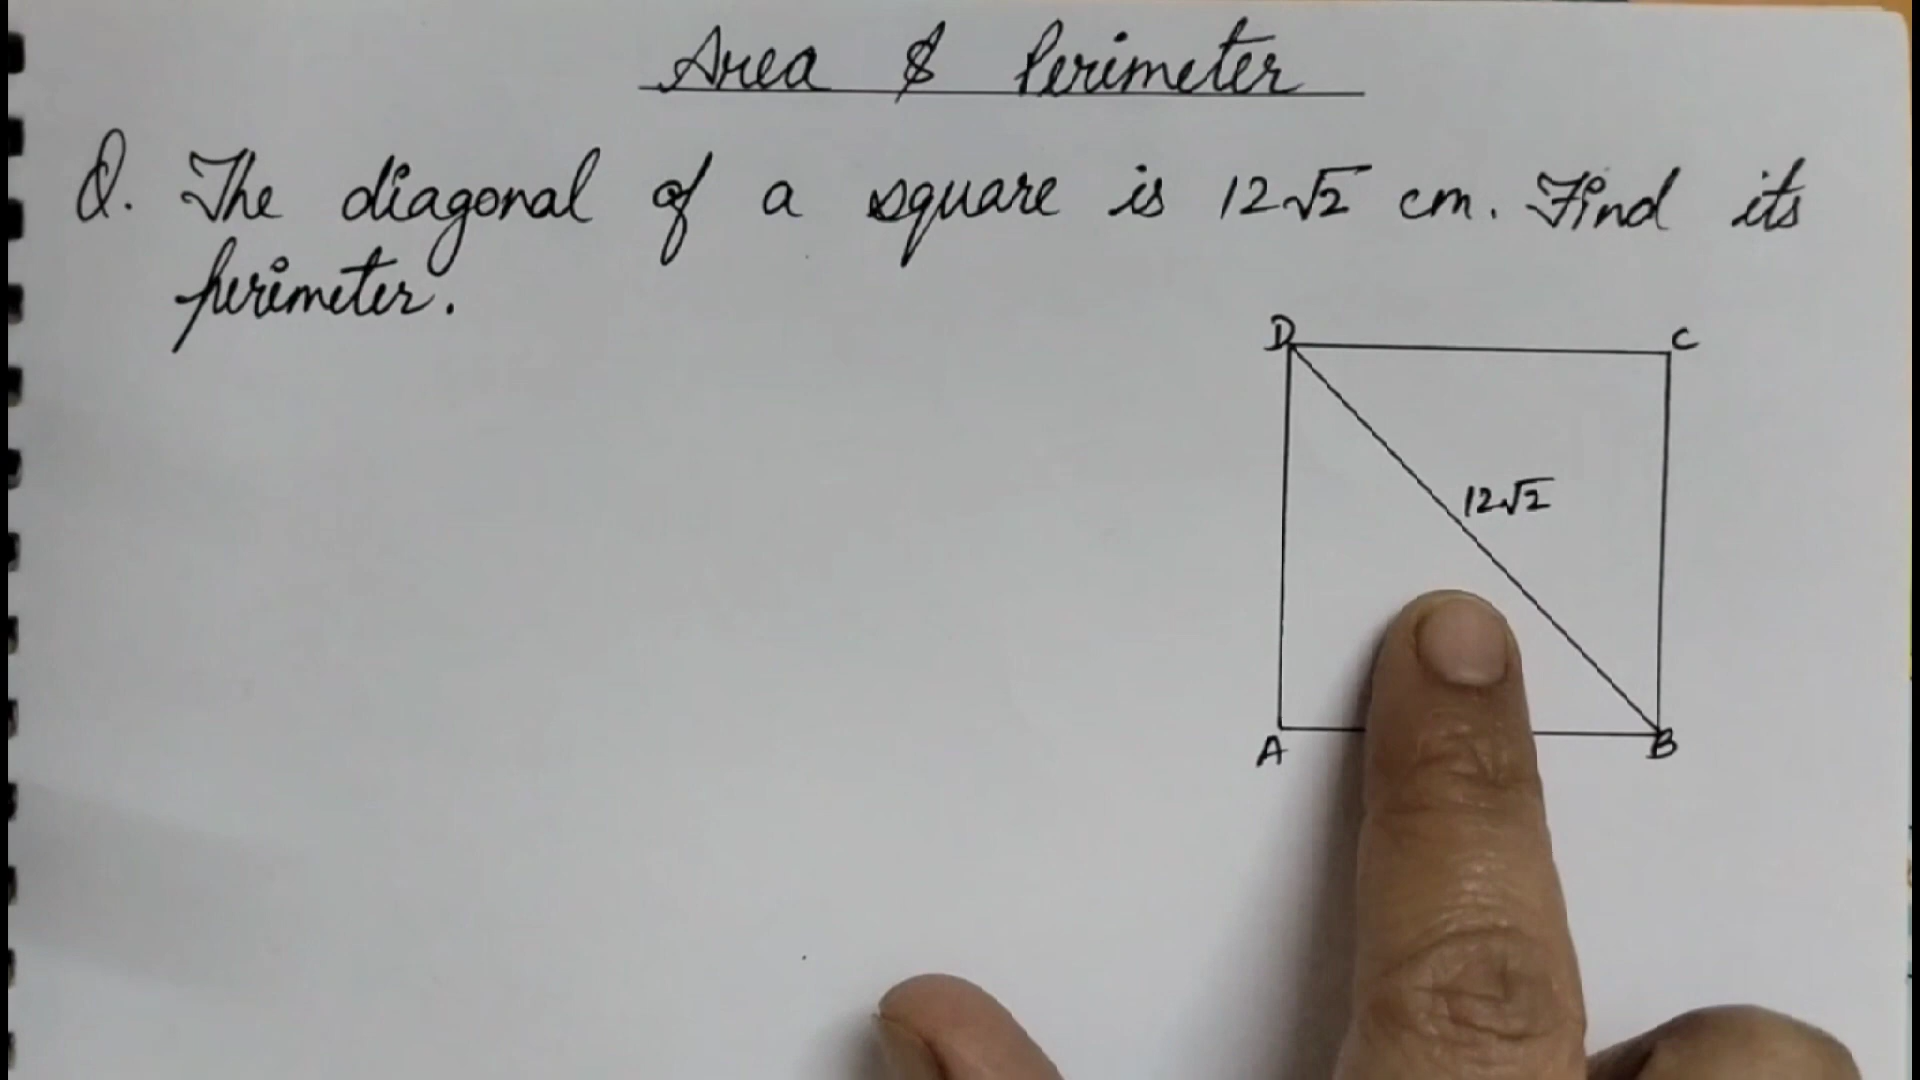 Area & Perimeter
Q. The diagonal of a square is 12√2 cm. Find its
perimeter.
D C
12√2
A B